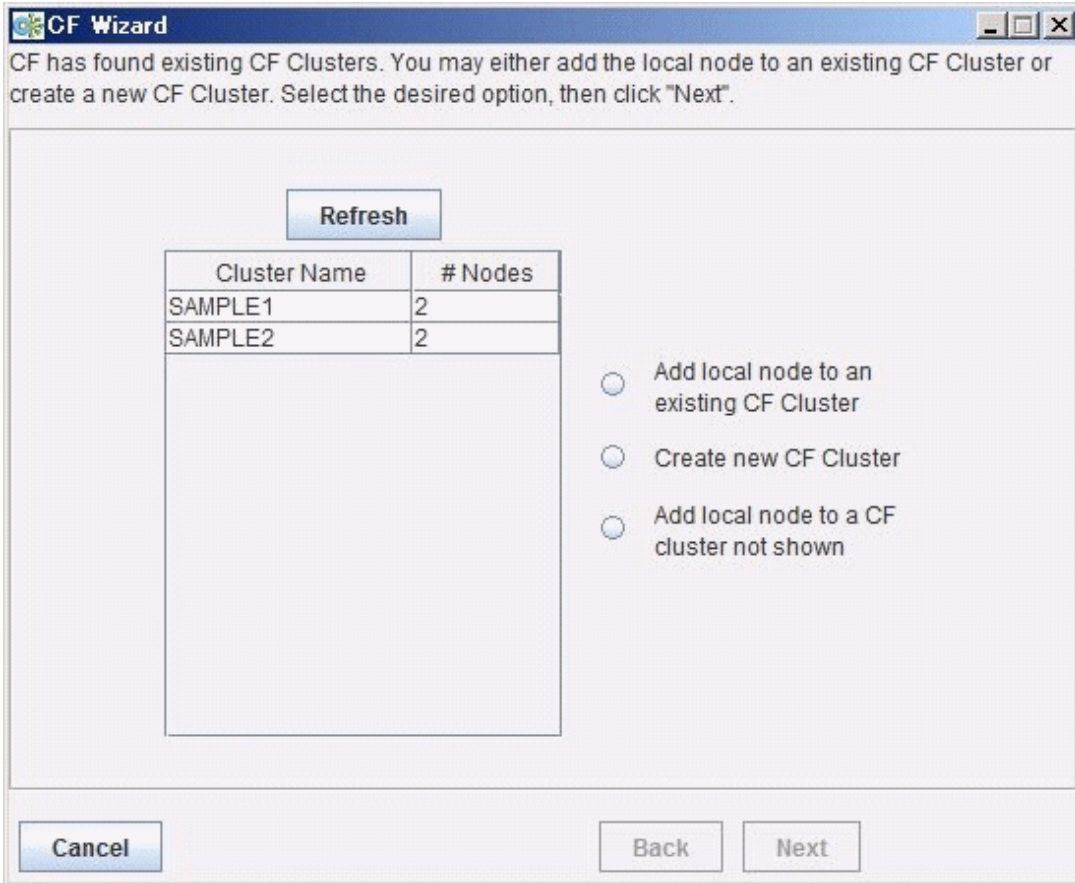 CF Wizard
CF has found existing CF Clusters. You may either add the local node to an existing CF Cluster or
create a new CF Cluster. Select the desired option, then click "Next".
Refresh
Cluster Name # Nodes
SAMPLE1 2
SAMPLE2 2
Add local node to an
existing CF Cluster
Create new CF Cluster
Add local node to a CF
cluster not shown
Cancel Back Next